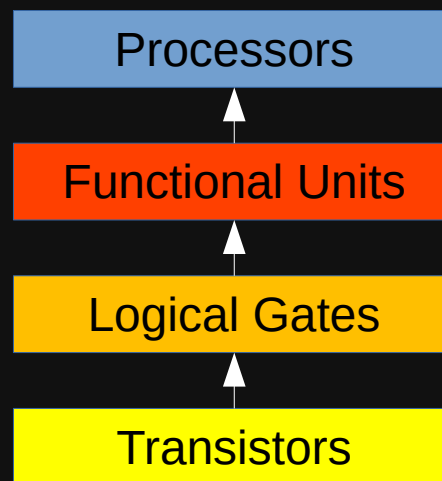 Processors
Functional Units
Logical Gates
Transistors